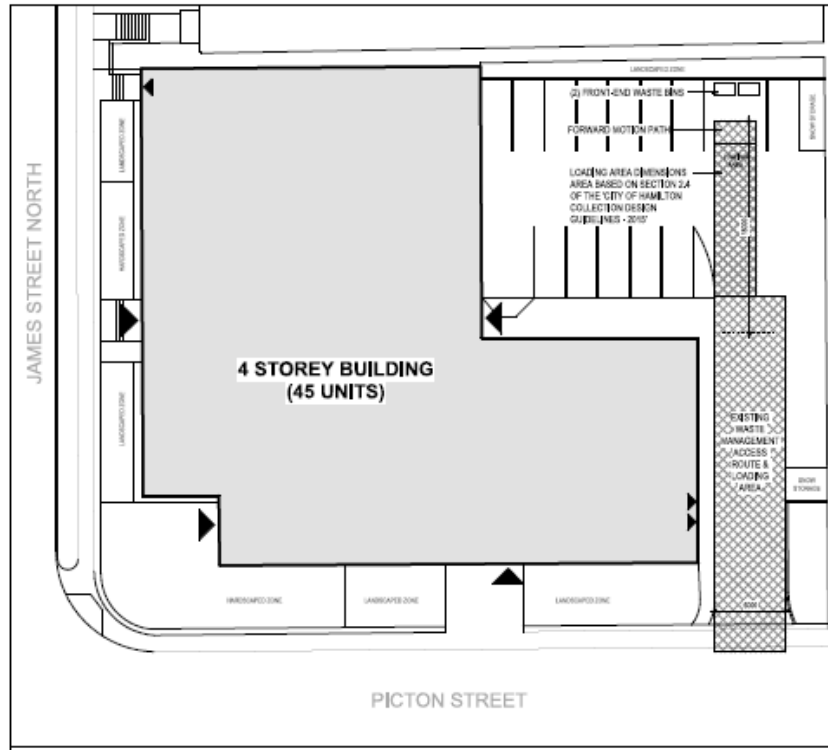 LANDSCAPED ZONE
(2) FRONT-END WASTE BINS
SNOW STORAGE
FORWARD MOTION PATH
LANDSCAPED ZONE
LOADING AREA DIMENSIONS
AREA BASED ON SECTION 2.4
OF THE 'CITY OF HAMILTON
COLLECTION DESIGN
GUIDELINES - 2015'
18000
HARDSCAPED ZONE
JAMES STREET NORTH
4 STOREY BUILDING
(45 UNITS)
LANDSCAPED ZONE
EXISTING
WASTE
MANAGEMENT
ACCESS
ROUTE &
LOADING
AREA
SNOW
STORAGE
HARDSCAPED ZONE
LANDSCAPED ZONE
LANDSCAPED ZONE
PICTON STREET